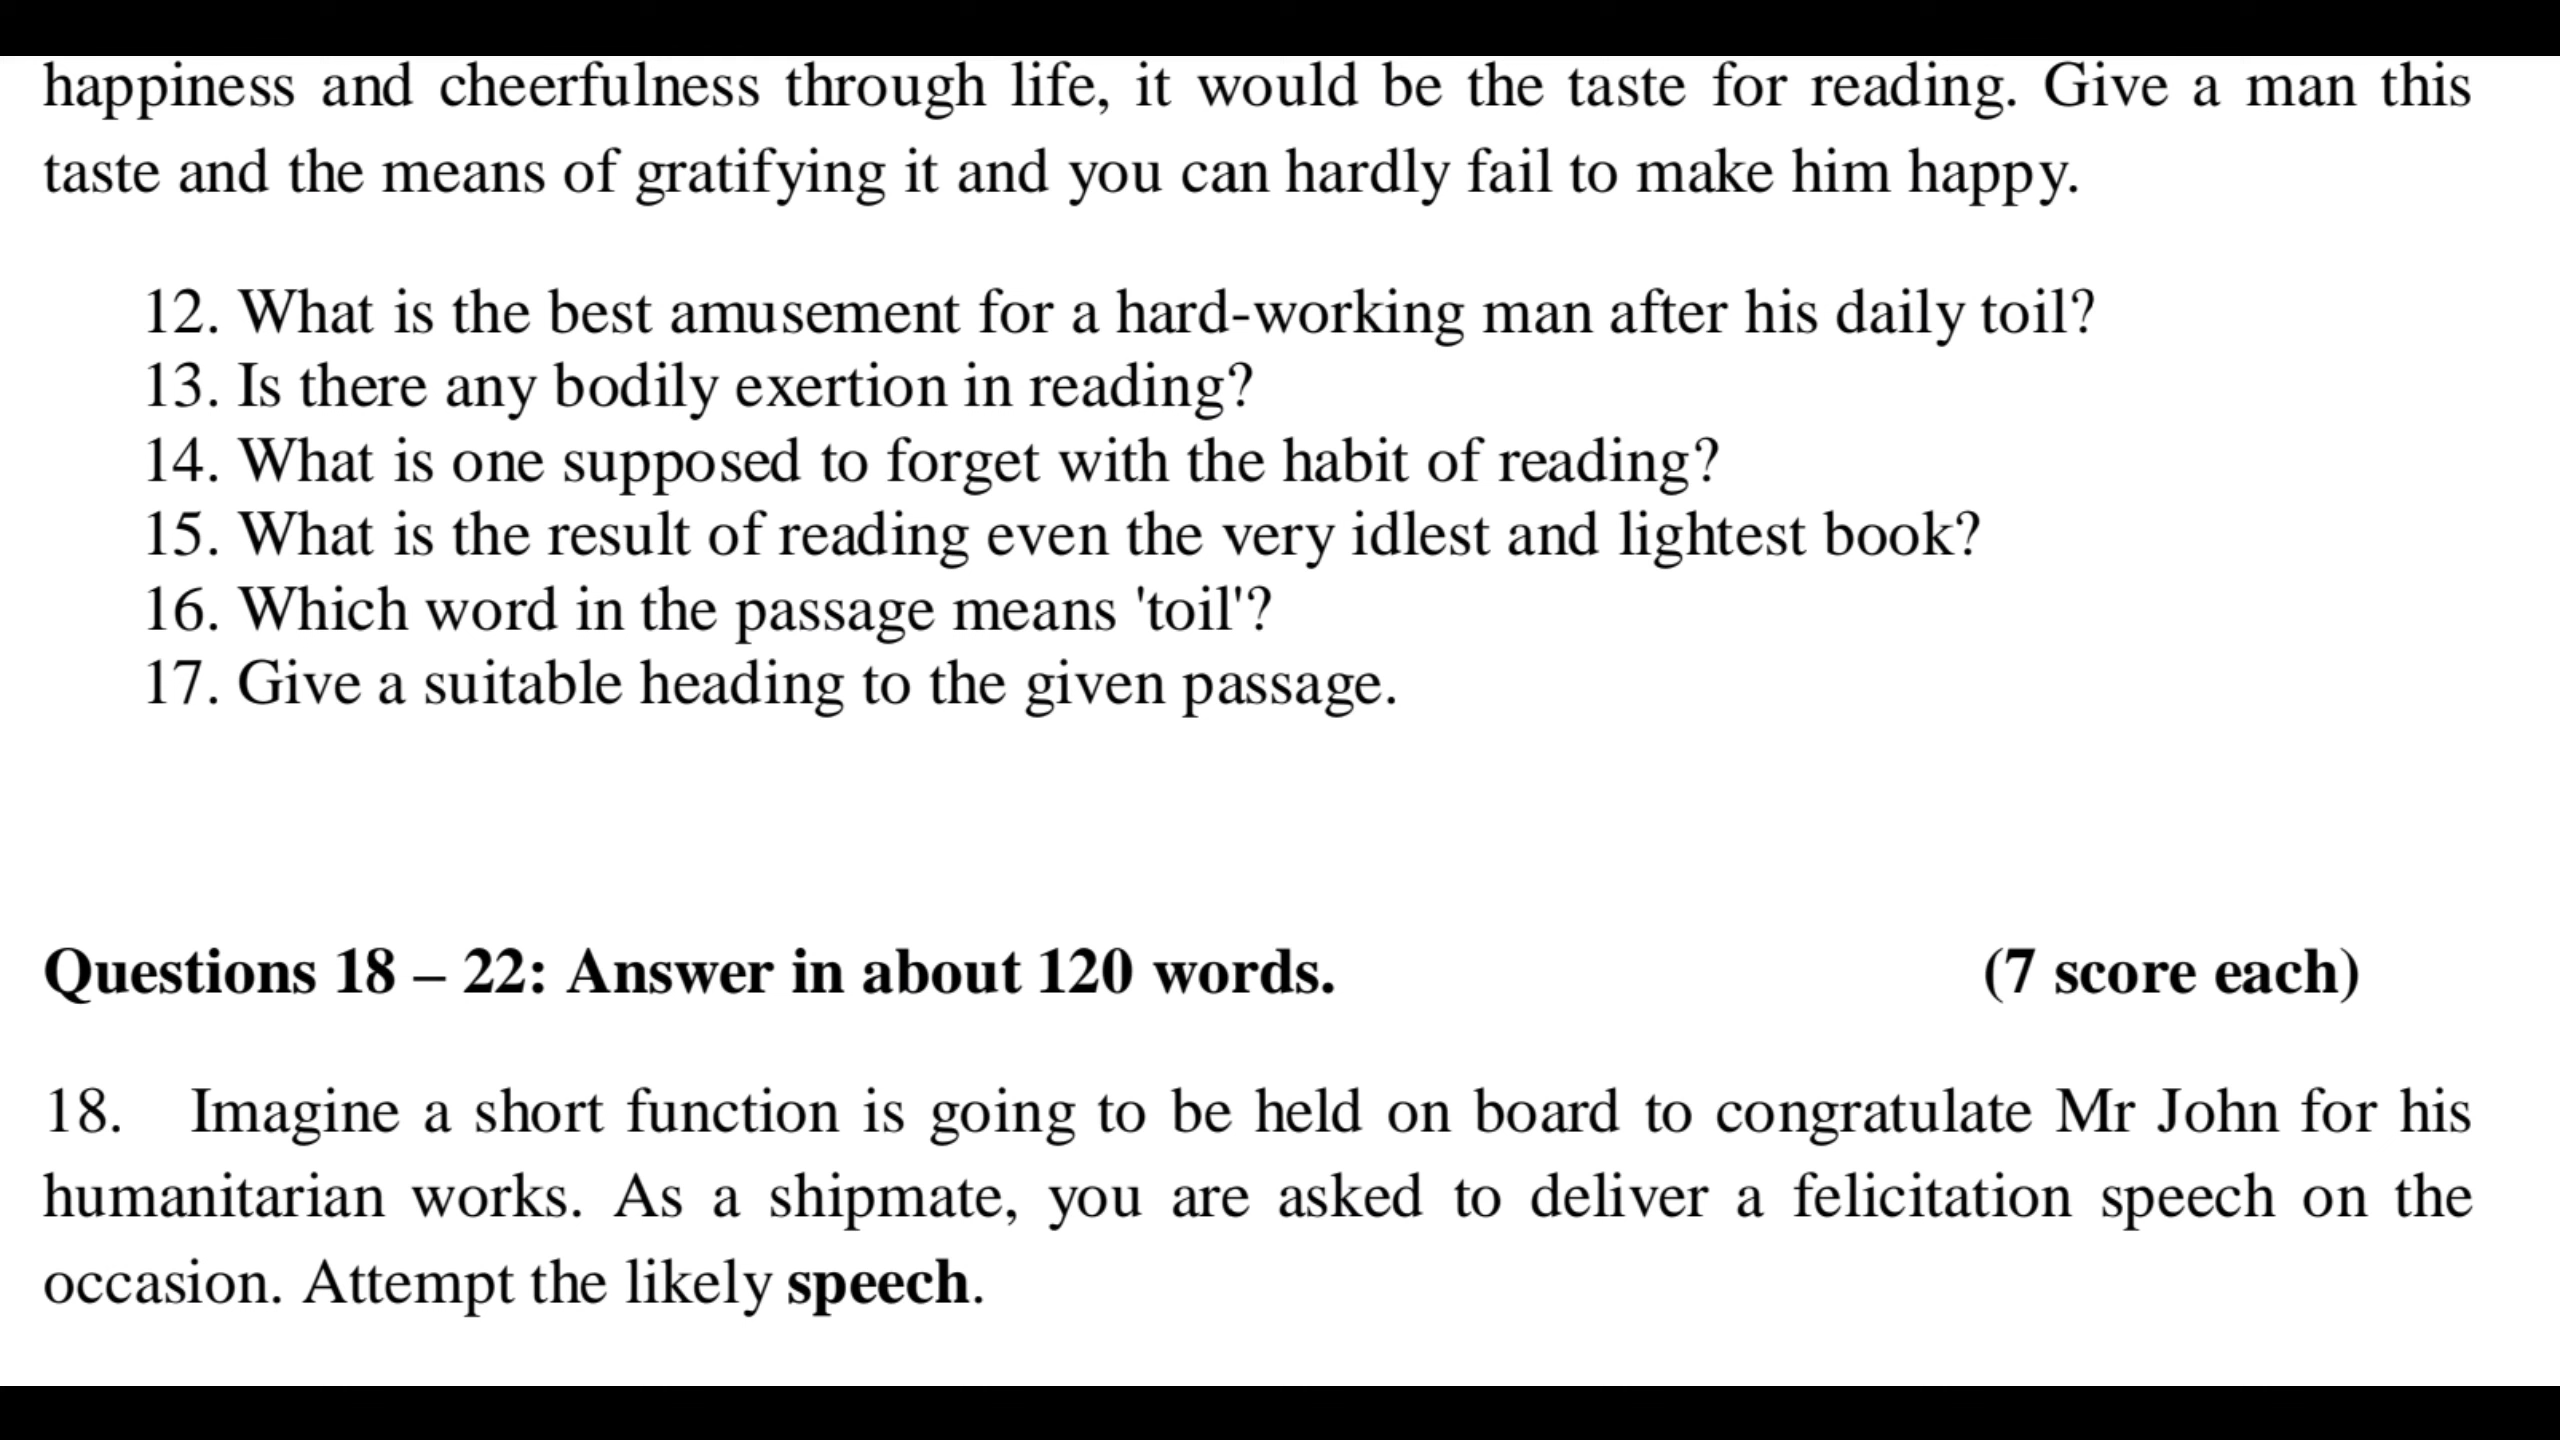 happiness and cheerfulness through life, it would be the taste for reading. Give a man this
taste and the means of gratifying it and you can hardly fail to make him happy.
12. What is the best amusement for a hard-working man after his daily toil?
13. Is there any bodily exertion in reading?
14. What is one supposed to forget with the habit of reading?
15. What is the result of reading even the very idlest and lightest book?
16. Which word in the passage means 'toil'?
17. Give a suitable heading to the given passage.
Questions 18 – 22: Answer in about 120 words. (7 score each)
18. Imagine a short function is going to be held on board to congratulate Mr John for his
humanitarian works. As a shipmate, you are asked to deliver a felicitation speech on the
occasion. Attempt the likely speech.